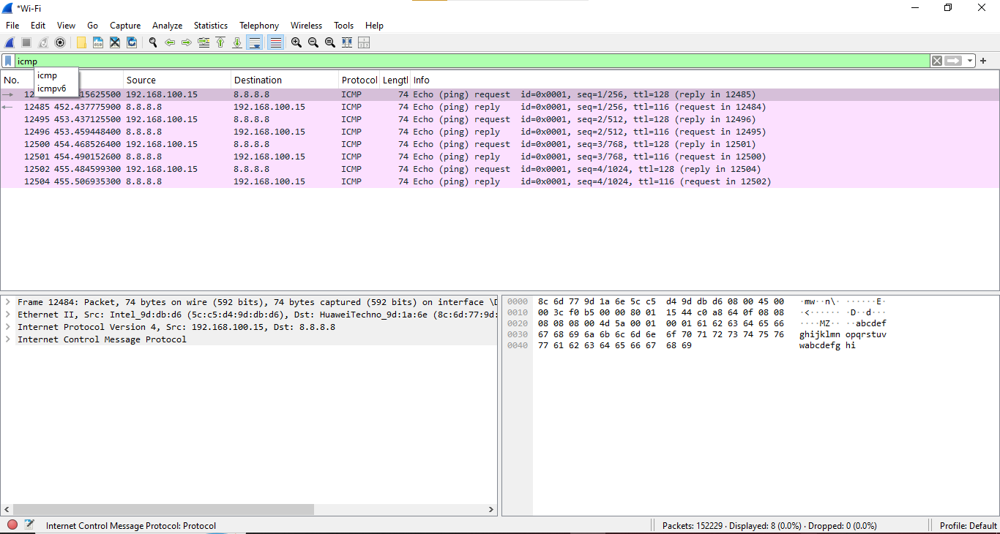 *Wi-Fi
File Edit View Go Capture Analyze Statistics Telephony Wireless Tools Help
icmp
icmp
icmpv6
No. Source Destination Protocol Lengtl Info
12 15625500 192.168.100.15 8.8.8.8 ICMP 74 Echo (ping) request id=0x0001, seq=1/256, ttl=128 (reply in 12485)
12485 452.437775900 8.8.8.8 192.168.100.15 ICMP 74 Echo (ping) reply id=0x0001, seq=1/256, ttl=116 (request in 12484)
12495 453.437125500 192.168.100.15 8.8.8.8 ICMP 74 Echo (ping) request id=0x0001, seq=2/512, ttl=128 (reply in 12496)
12496 453.459448400 8.8.8.8 192.168.100.15 ICMP 74 Echo (ping) reply id=0x0001, seq=2/512, ttl=116 (request in 12495)
12500 454.468526400 192.168.100.15 8.8.8.8 ICMP 74 Echo (ping) request id=0x0001, seq=3/768, ttl=128 (reply in 12501)
12501 454.490152600 8.8.8.8 192.168.100.15 ICMP 74 Echo (ping) reply id=0x0001, seq=3/768, ttl=116 (request in 12500)
12502 455.484599300 192.168.100.15 8.8.8.8 ICMP 74 Echo (ping) request id=0x0001, seq=4/1024, ttl=128 (reply in 12504)
12504 455.506935300 8.8.8.8 192.168.100.15 ICMP 74 Echo (ping) reply id=0x0001, seq=4/1024, ttl=116 (request in 12502)
Frame 12484: Packet, 74 bytes on wire (592 bits), 74 bytes captured (592 bits) on interface \D
Ethernet II, Src: Intel_9d:db:d6 (5c:c5:d4:9d:db:d6), Dst: HuaweiTechno_9d:1a:6e (8c:6d:77:9d:
Internet Protocol Version 4, Src: 192.168.100.15, Dst: 8.8.8.8
Internet Control Message Protocol
0000 8c 6d 77 9d 1a 6e 5c c5 d4 9d db d6 08 00 45 00 ·mw··n\· ······E·
0010 00 3c f0 b5 00 00 80 01 15 44 c0 a8 64 0f 08 08 ·<······ ·D··d···
0020 08 08 08 00 4d 5a 00 01 00 01 61 62 63 64 65 66 ····MZ·· ··abcdef
0030 67 68 69 6a 6b 6c 6d 6e 6f 70 71 72 73 74 75 76 ghijklmn opqrstuv
0040 77 61 62 63 64 65 66 67 68 69 wabcdefg hi
Internet Control Message Protocol: Protocol
Packets: 152229 · Displayed: 8 (0.0%) · Dropped: 0 (0.0%)
Profile: Default